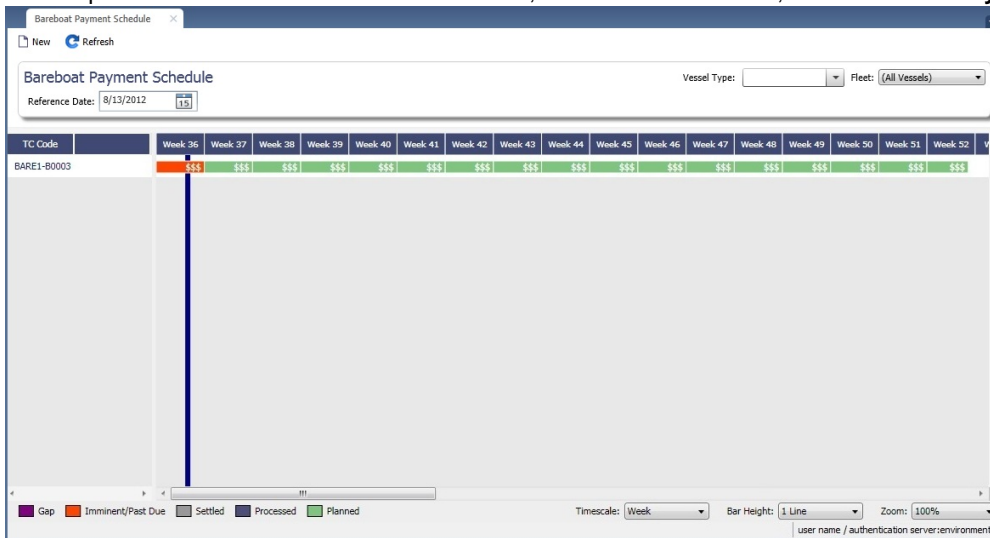 Bareboat Payment Schedule
New Refresh
Bareboat Payment Schedule
Vessel Type: Fleet: (All Vessels)
Reference Date: 8/13/2012 15
TC Code Week 36 Week 37 Week 38 Week 39 Week 40 Week 41 Week 42 Week 43 Week 44 Week 45 Week 46 Week 47 Week 48 Week 49 Week 50 Week 51 Week 52
BARE1-B0003 $$$ $$$ $$$ $$$ $$$ $$$ $$$ $$$ $$$ $$$ $$$ $$$ $$$ $$$ $$$ $$$ $$$
Gap Imminent/Past Due Settled Processed Planned Timescale: Week Bar Height: 1 Line Zoom: 100%
user name / authentication server:environment